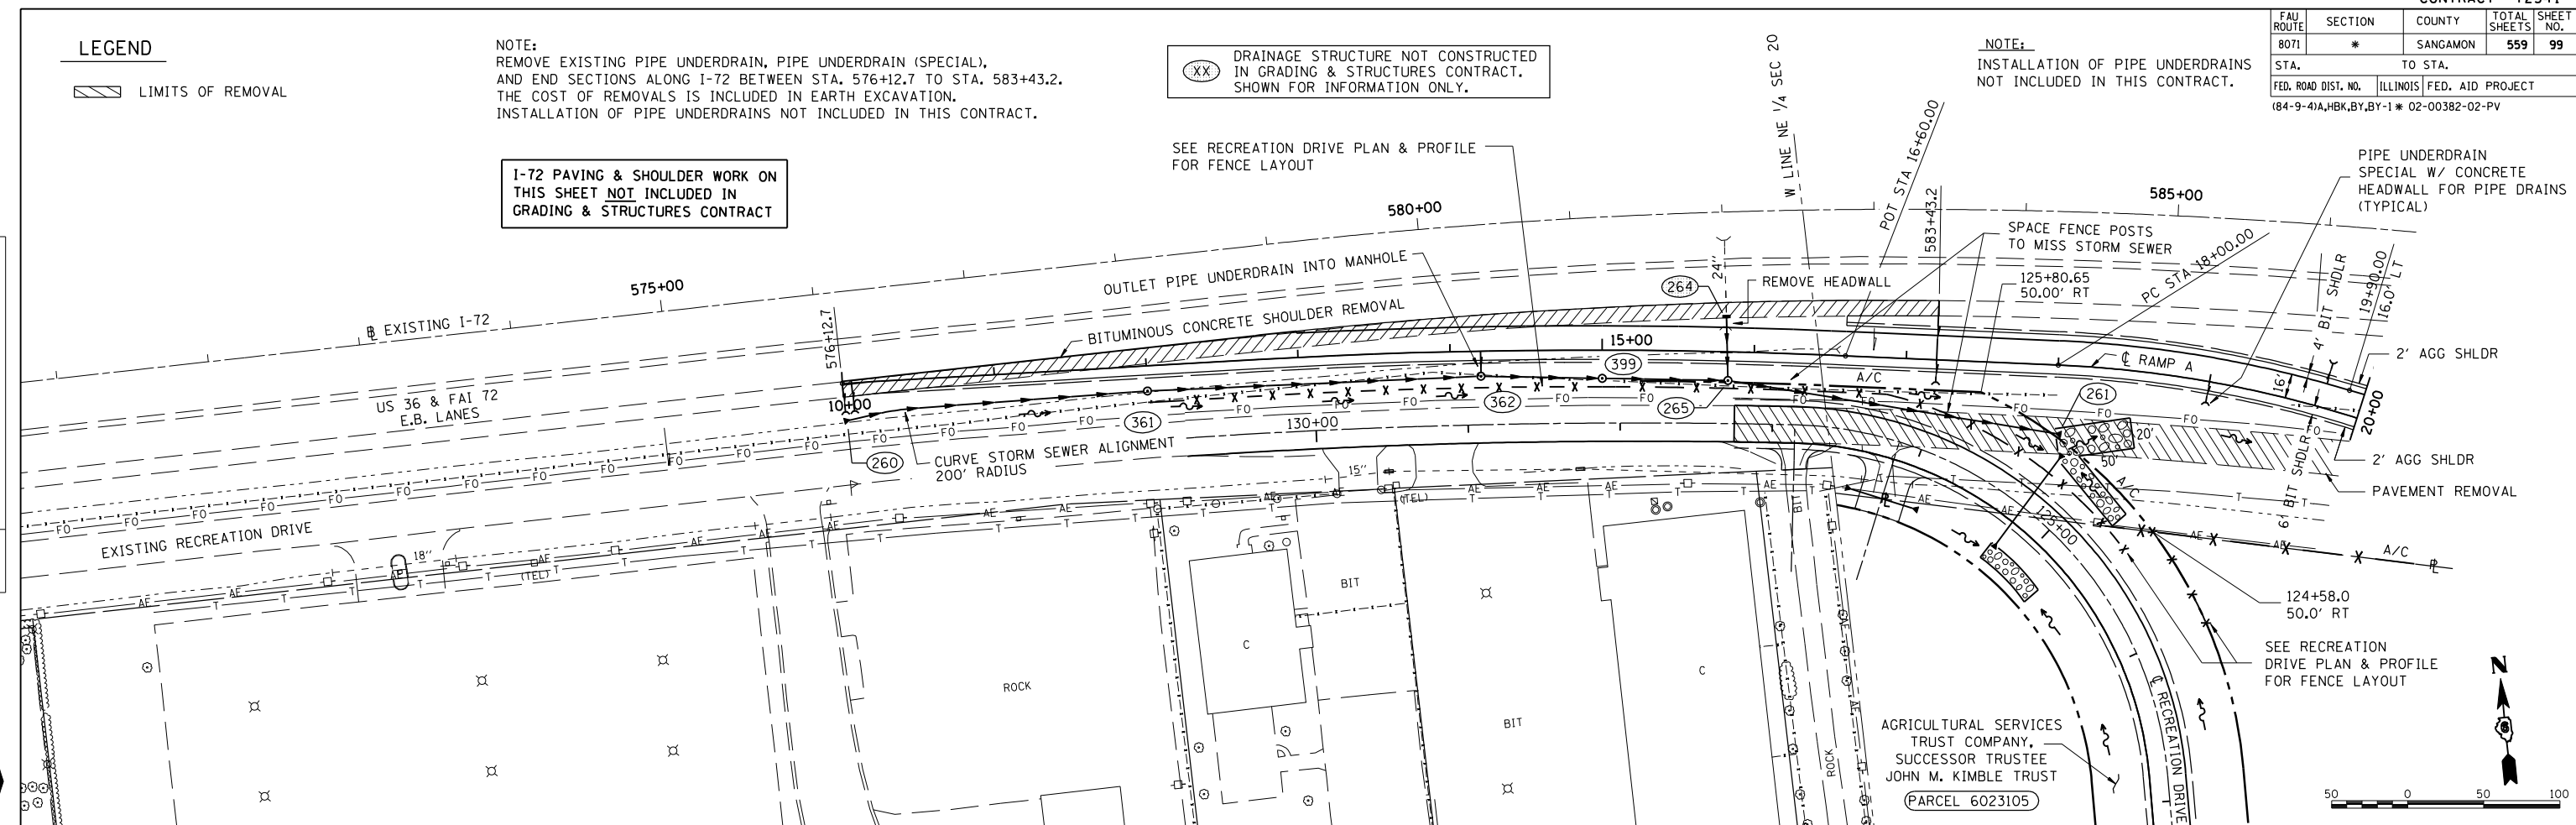 LEGEND
LIMITS OF REMOVAL
NOTE:
REMOVE EXISTING PIPE UNDERDRAIN, PIPE UNDERDRAIN (SPECIAL),
AND END SECTIONS ALONG I-72 BETWEEN STA. 576+12.7 TO STA. 583+43.2.
THE COST OF REMOVALS IS INCLUDED IN EARTH EXCAVATION.
INSTALLATION OF PIPE UNDERDRAINS NOT INCLUDED IN THIS CONTRACT.
I-72 PAVING & SHOULDER WORK ON
THIS SHEET NOT INCLUDED IN
GRADING & STRUCTURES CONTRACT
XX
DRAINAGE STRUCTURE NOT CONSTRUCTED
IN GRADING & STRUCTURES CONTRACT.
SHOWN FOR INFORMATION ONLY.
SEE RECREATION DRIVE PLAN & PROFILE
FOR FENCE LAYOUT
NOTE:
INSTALLATION OF PIPE UNDERDRAINS
NOT INCLUDED IN THIS CONTRACT.
FAU ROUTE
SECTION
COUNTY
TOTAL SHEETS
SHEET NO.
8071
*
SANGAMON
559
99
STA.
TO STA.
FED. ROAD DIST. NO.
ILLINOIS
FED. AID PROJECT
(84-9-4)A,HBK,BY,BY-1 * 02-00382-02-PV
W LINE NE 1/4 SEC 20
POT STA 16+60.00
583+43.2
PIPE UNDERDRAIN
SPECIAL W/ CONCRETE
HEADWALL FOR PIPE DRAINS
(TYPICAL)
575+00
580+00
585+00
SPACE FENCE POSTS
TO MISS STORM SEWER
OUTLET PIPE UNDERDRAIN INTO MANHOLE
24"
264
REMOVE HEADWALL
125+80.65
50.00' RT
PC STA 18+00.00
4' BIT SHDLR
19+90.00
16.0' LT
EXISTING I-72
576+12.7
BITUMINOUS CONCRETE SHOULDER REMOVAL
15+00
399
RAMP A
2' AGG SHLDR
US 36 & FAI 72
E.B. LANES
10+00
361
362
265
A/C
261
16'
20+00
FO
130+00
20'
50'
260
CURVE STORM SEWER ALIGNMENT
200' RADIUS
15"
(TEL)
6' BIT SHDLR
2' AGG SHLDR
PAVEMENT REMOVAL
A/C
EXISTING RECREATION DRIVE
18"
AE
T
(TEL)
BIT
125+00
A/C
124+58.0
50.0' RT
BIT
C
ROCK
BIT
C
ROCK
SEE RECREATION
DRIVE PLAN & PROFILE
FOR FENCE LAYOUT
AGRICULTURAL SERVICES
TRUST COMPANY,
SUCCESSOR TRUSTEE
JOHN M. KIMBLE TRUST
PARCEL 6023105
RECREATION DRIVE
N
50 0 50 100